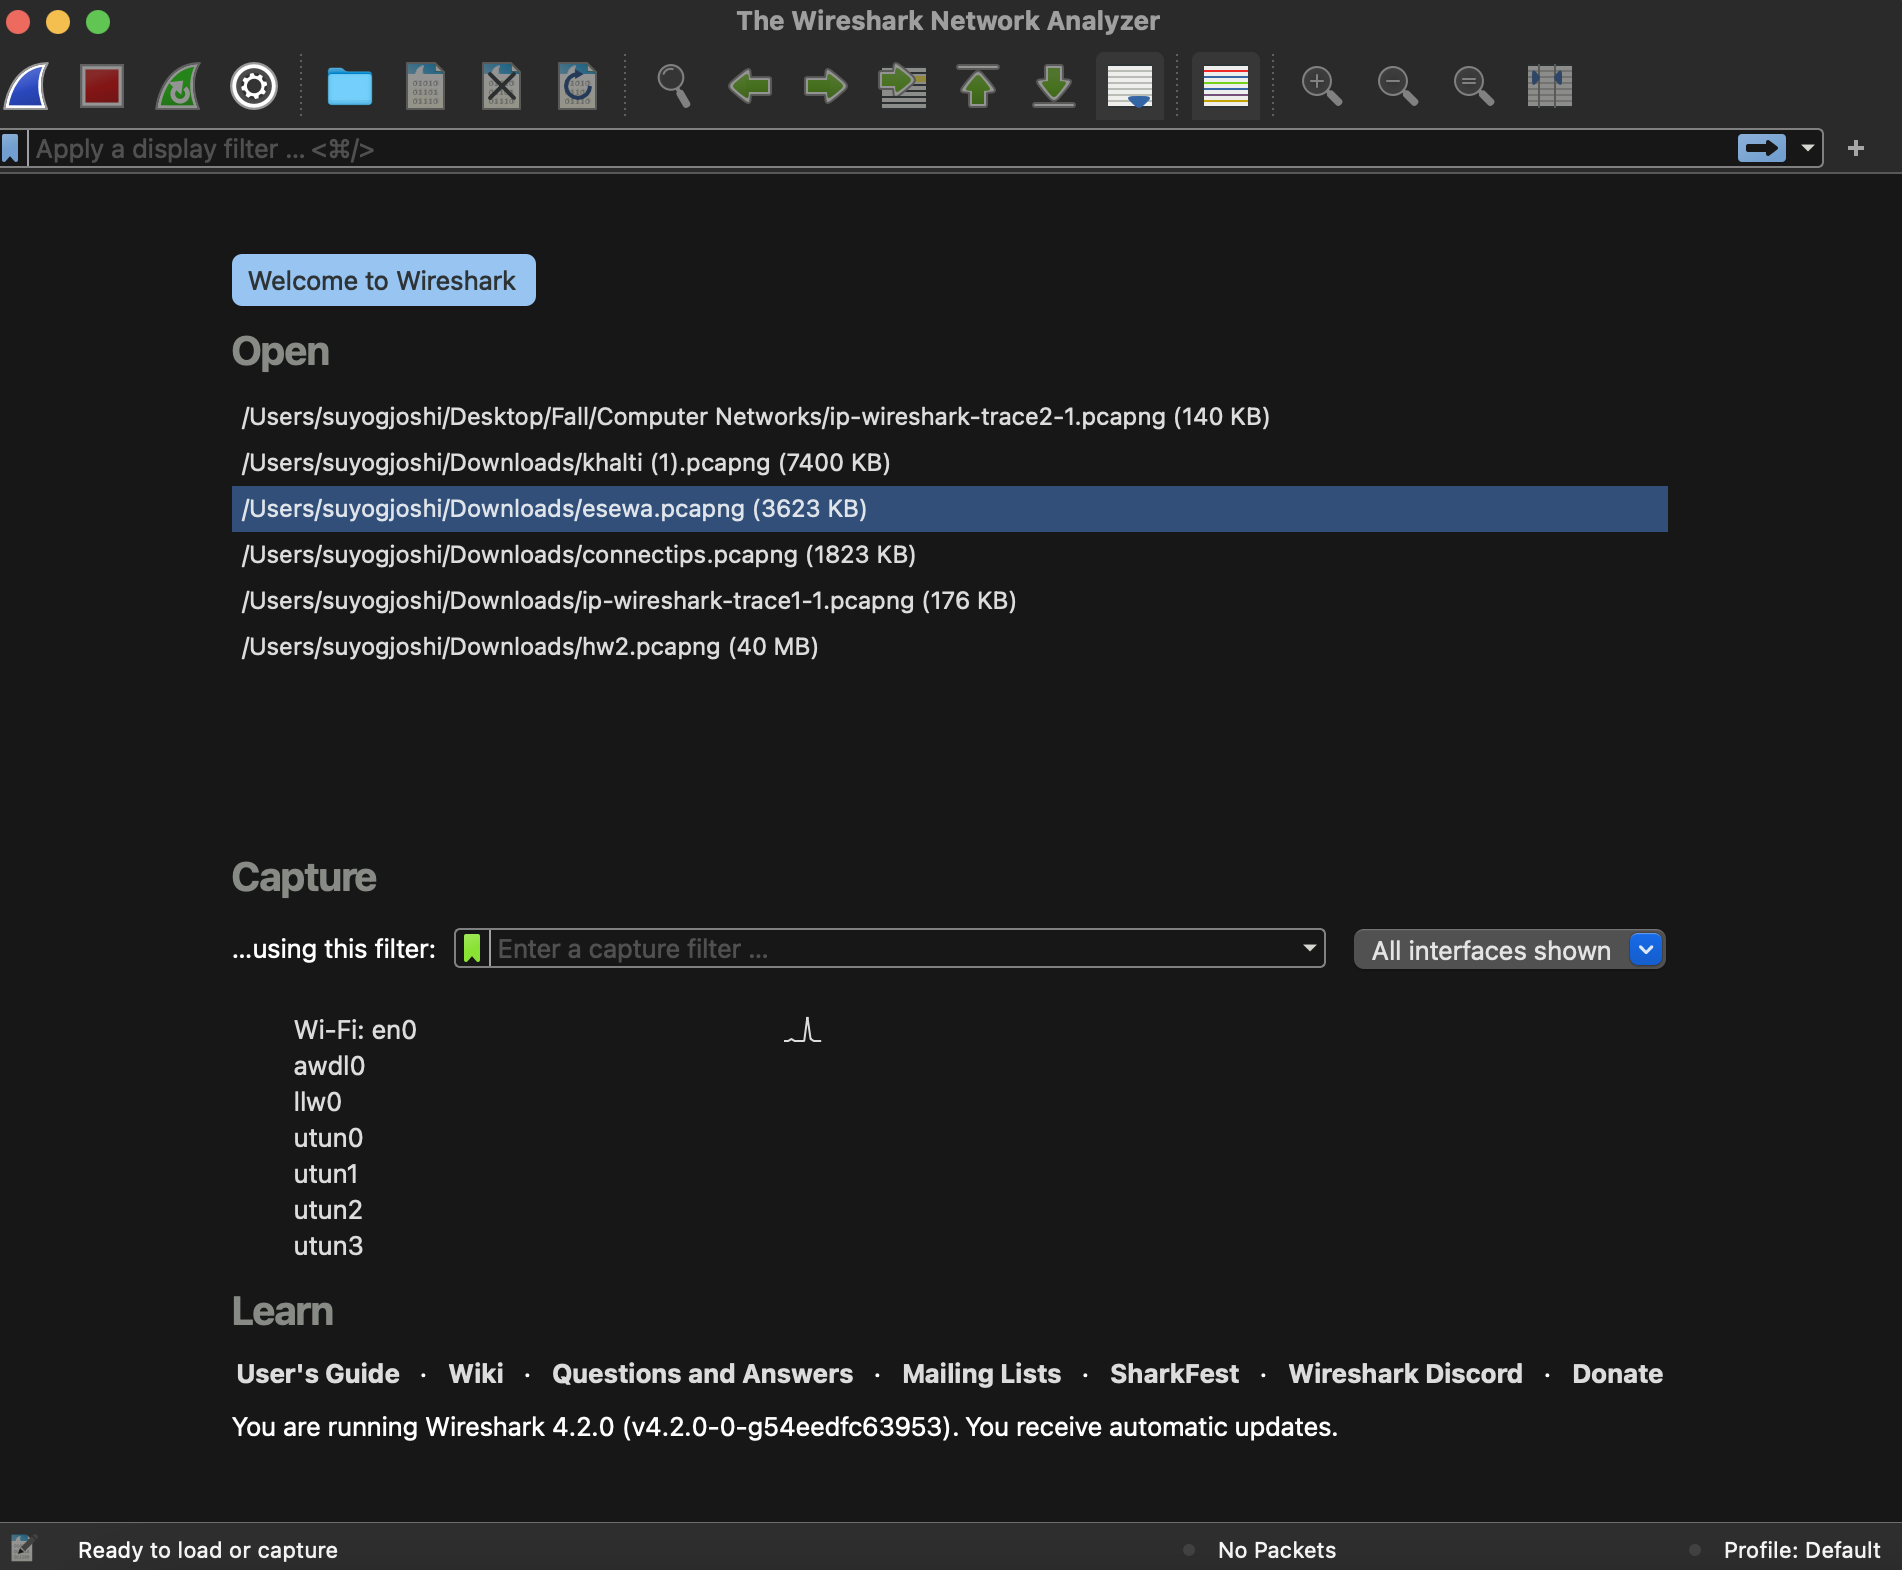 The Wireshark Network Analyzer
Apply a display filter ... <⌘/>
Welcome to Wireshark
Open
/Users/suyogjoshi/Desktop/Fall/Computer Networks/ip-wireshark-trace2-1.pcapng (140 KB)
/Users/suyogjoshi/Downloads/khalti (1).pcapng (7400 KB)
/Users/suyogjoshi/Downloads/esewa.pcapng (3623 KB)
/Users/suyogjoshi/Downloads/connectips.pcapng (1823 KB)
/Users/suyogjoshi/Downloads/ip-wireshark-trace1-1.pcapng (176 KB)
/Users/suyogjoshi/Downloads/hw2.pcapng (40 MB)
Capture
...using this filter: Enter a capture filter ... All interfaces shown
Wi-Fi: en0
awdl0
llw0
utun0
utun1
utun2
utun3
Learn
User's Guide · Wiki · Questions and Answers · Mailing Lists · SharkFest · Wireshark Discord · Donate
You are running Wireshark 4.2.0 (v4.2.0-0-g54eedfc63953). You receive automatic updates.
Ready to load or capture No Packets Profile: Default